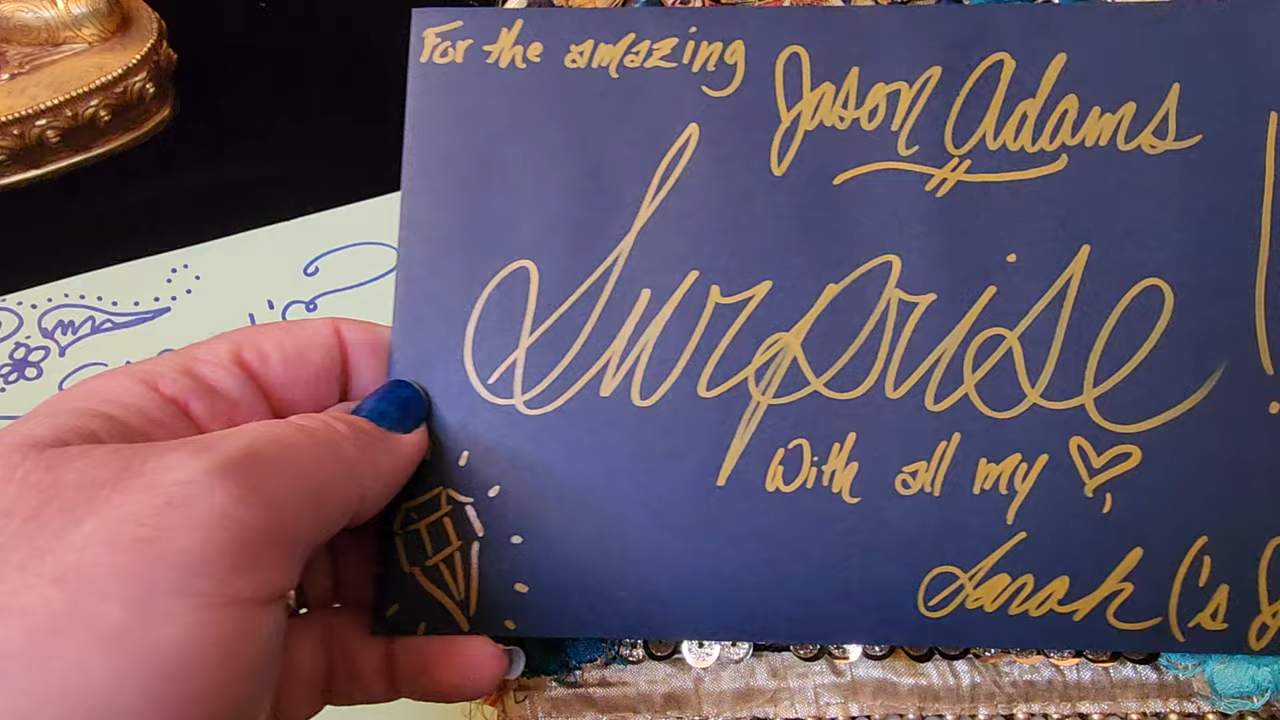 For the amazing
Jason Adams
Surprise !
With all my ♡,
Sarah ('s